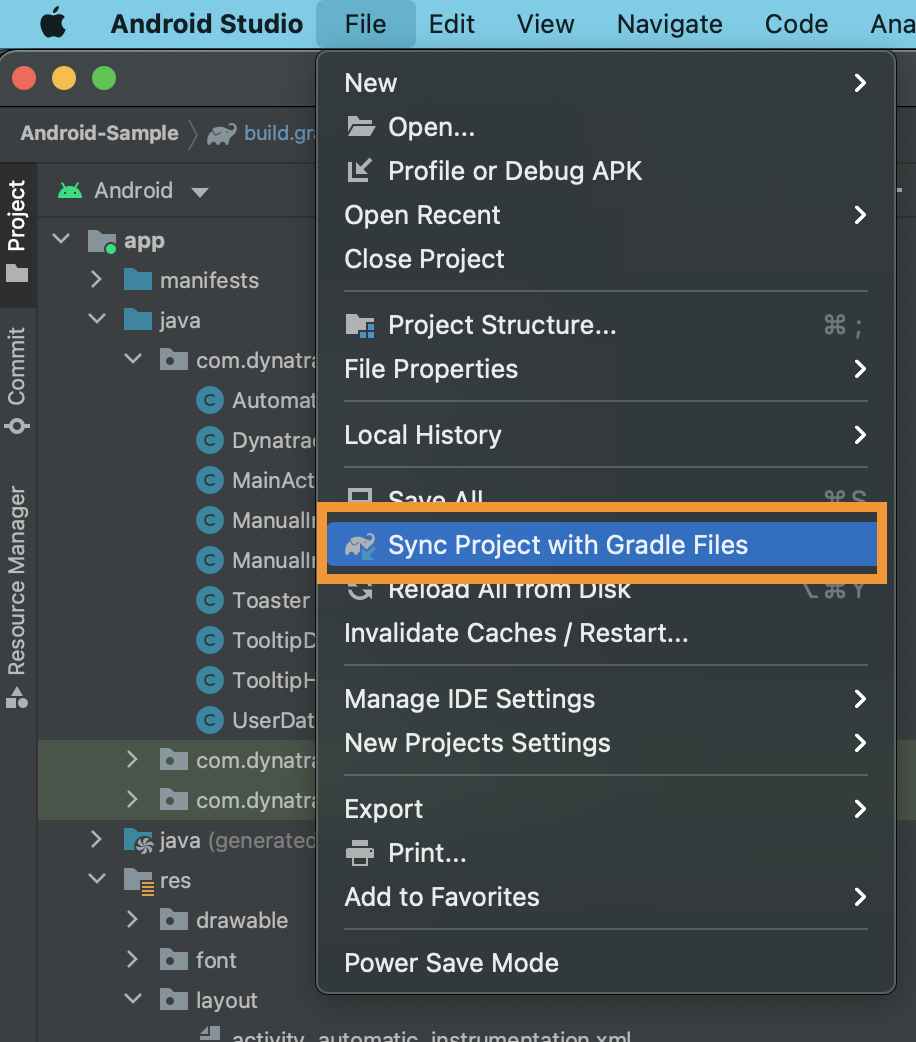 Android Studio File Edit View Navigate Code Ana
Android-Sample build.gra
Project
Commit
Resource Manager
Android
app
manifests
java
com.dynatra
Automat
Dynatrac
MainAct
ManualIn
ManualIn
Toaster
TooltipD
TooltipH
UserDat
com.dynatra
com.dynatra
java (generated
res
drawable
font
layout
activity_automatic_instrumentation.xml
New
Open...
Profile or Debug APK
Open Recent
Close Project
Project Structure... ⌘ ;
File Properties
Local History
Save All ⌘ S
Sync Project with Gradle Files
Reload All from Disk ⌥ ⌘ Y
Invalidate Caches / Restart...
Manage IDE Settings
New Projects Settings
Export
Print...
Add to Favorites
Power Save Mode